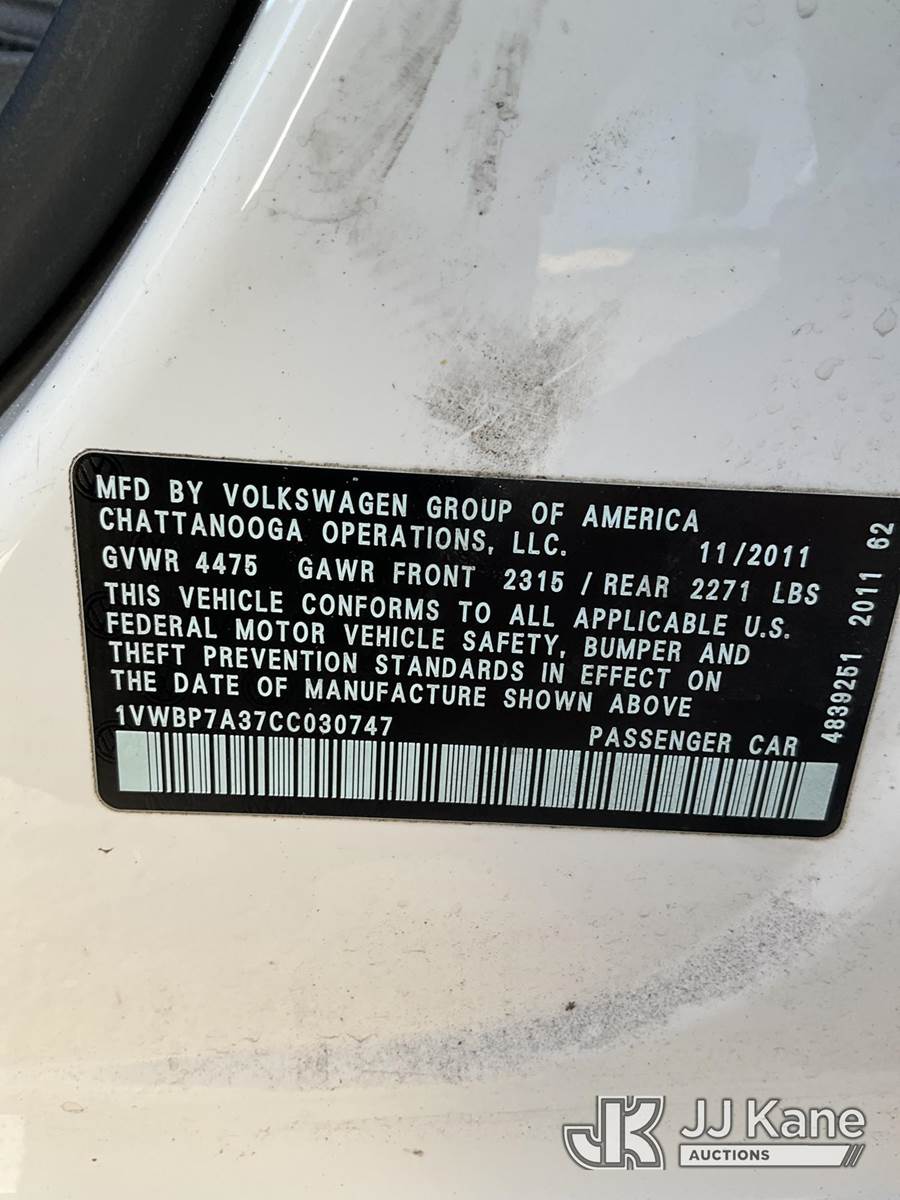 MFD BY VOLKSWAGEN GROUP OF AMERICA
CHATTANOOGA OPERATIONS, LLC. 11/2011
GVWR 4475 GAWR FRONT 2315 / REAR 2271 LBS
THIS VEHICLE CONFORMS TO ALL APPLICABLE U.S.
FEDERAL MOTOR VEHICLE SAFETY, BUMPER AND
THEFT PREVENTION STANDARDS IN EFFECT ON
THE DATE OF MANUFACTURE SHOWN ABOVE
1VWBP7A37CC030747 PASSENGER CAR
4839251 2011 62
JK JJ Kane
AUCTIONS